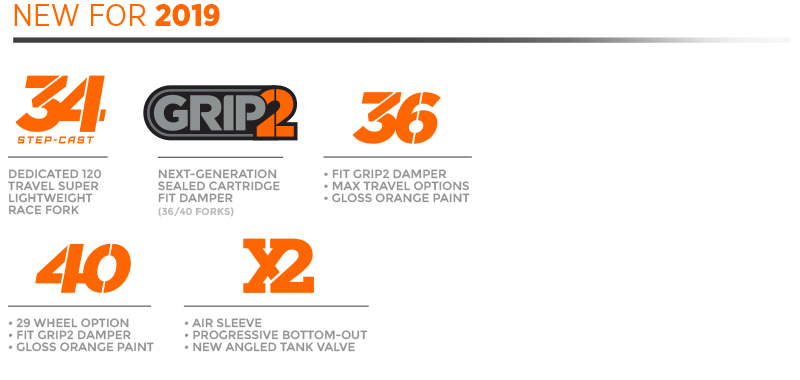 NEW FOR 2019
34
STEP-CAST
DEDICATED 120
TRAVEL SUPER
LIGHTWEIGHT
RACE FORK
GRIP2
NEXT-GENERATION
SEALED CARTRIDGE
FIT DAMPER
(36/40 FORKS)
36
• FIT GRIP2 DAMPER
• MAX TRAVEL OPTIONS
• GLOSS ORANGE PAINT
40
• 29 WHEEL OPTION
• FIT GRIP2 DAMPER
• GLOSS ORANGE PAINT
X2
• AIR SLEEVE
• PROGRESSIVE BOTTOM-OUT
• NEW ANGLED TANK VALVE